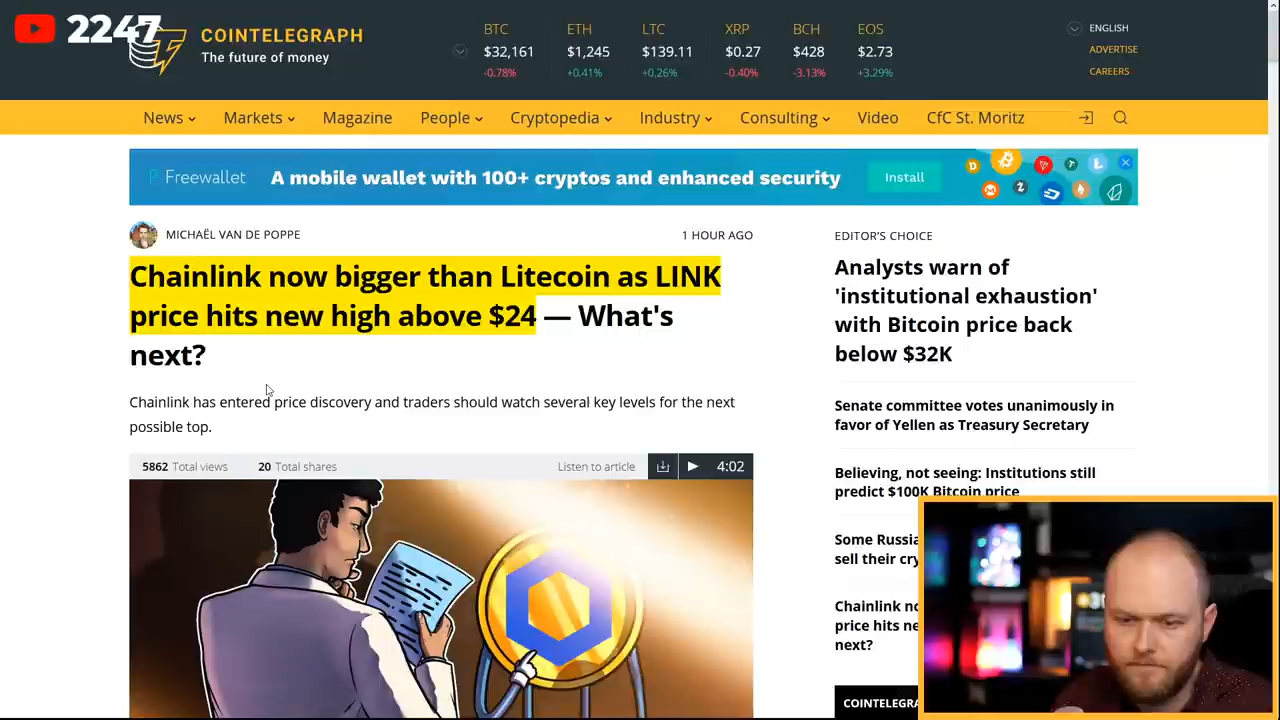 2247
COINTELEGRAPH
The future of money
BTC ETH LTC XRP BCH EOS
$32,161 $1,245 $139.11 $0.27 $428 $2.73
-0.78% +0.41% +0.26% -0.40% -3.13% +3.29%
ENGLISH
ADVERTISE
CAREERS
News Markets Magazine People Cryptopedia Industry Consulting Video CfC St. Moritz
Freewallet A mobile wallet with 100+ cryptos and enhanced security Install
MICHAËL VAN DE POPPE 1 HOUR AGO
Chainlink now bigger than Litecoin as LINK
price hits new high above $24 — What's
next?
Chainlink has entered price discovery and traders should watch several key levels for the next
possible top.
5862 Total views 20 Total shares Listen to article 4:02
EDITOR'S CHOICE
Analysts warn of
'institutional exhaustion'
with Bitcoin price back
below $32K
Senate committee votes unanimously in
favor of Yellen as Treasury Secretary
Believing, not seeing: Institutions still
predict $100K Bitcoin price
Some Russia
sell their cry
Chainlink no
price hits ne
next?
COINTELEGRA